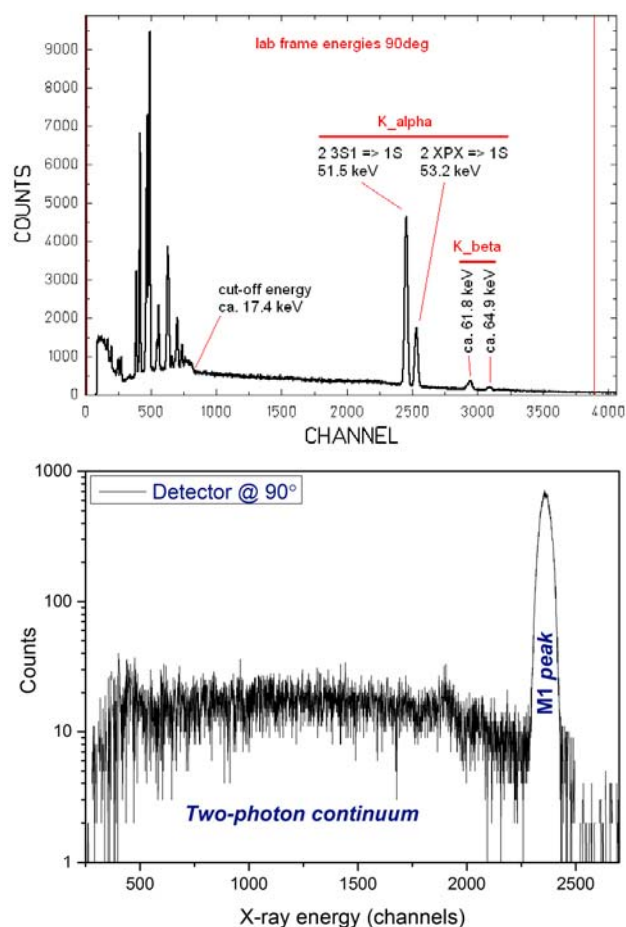 lab frame energies 90deg
K_alpha
2 3S1 => 1S
51.5 keV
2 XPX => 1S
53.2 keV
K_beta
ca. 61.8 keV
ca. 64.9 keV
cut-off energy
ca. 17.4 keV
COUNTS
9000
8000
7000
6000
5000
4000
3000
2000
1000
0
0
500
1000
1500
2000
2500
3000
3500
4000
CHANNEL
Detector @ 90°
Counts
1000
100
10
1
M1 peak
Two-photon continuum
500
1000
1500
2000
2500
X-ray energy (channels)